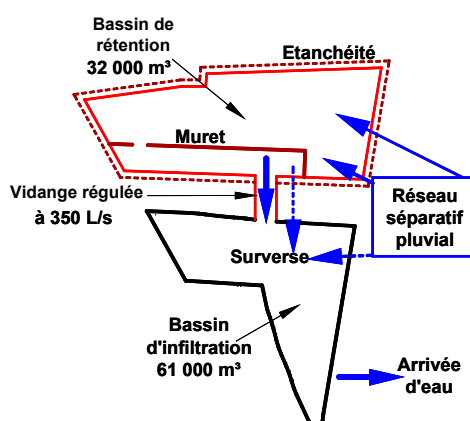 Bassin de
rétention
32 000 m³
Etanchéité
Muret
Vidange régulée
à 350 L/s
Réseau
séparatif
pluvial
Surverse
Bassin
d'infiltration
61 000 m³
Arrivée
d'eau